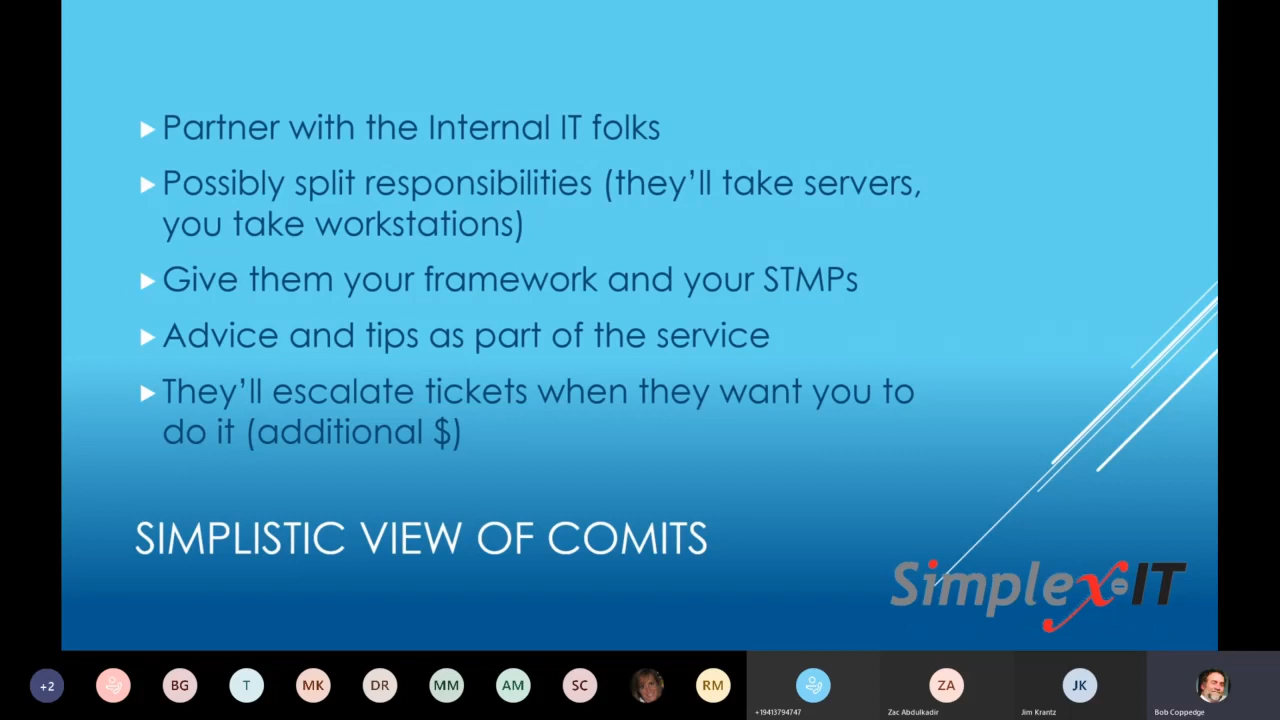 Partner with the Internal IT folks
Possibly split responsibilities (they'll take servers,
you take workstations)
Give them your framework and your STMPs
Advice and tips as part of the service
They'll escalate tickets when they want you to
do it (additional $)
SIMPLISTIC VIEW OF COMITS
Simplex-IT
+2
BG
T
MK
DR
MM
AM
SC
RM
+19413794747
ZA
Zac Abdulkadir
JK
Jim Krantz
Bob Coppedge